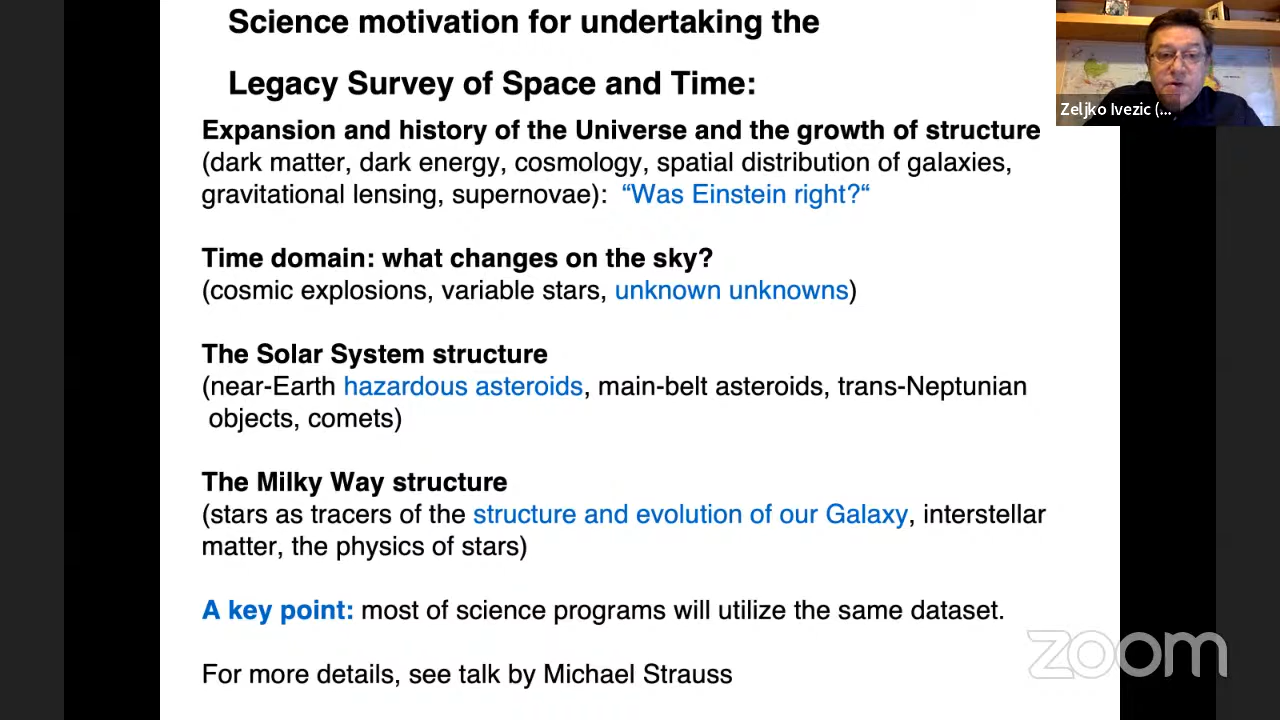 Science motivation for undertaking the
Legacy Survey of Space and Time:
Expansion and history of the Universe and the growth of structure
(dark matter, dark energy, cosmology, spatial distribution of galaxies,
gravitational lensing, supernovae):  “Was Einstein right?“
Time domain: what changes on the sky?
(cosmic explosions, variable stars, unknown unknowns)
The Solar System structure
(near-Earth hazardous asteroids, main-belt asteroids, trans-Neptunian
objects, comets)
The Milky Way structure
(stars as tracers of the structure and evolution of our Galaxy, interstellar
matter, the physics of stars)
A key point: most of science programs will utilize the same dataset.
For more details, see talk by Michael Strauss
Zeljko Ivezic (...
zoom